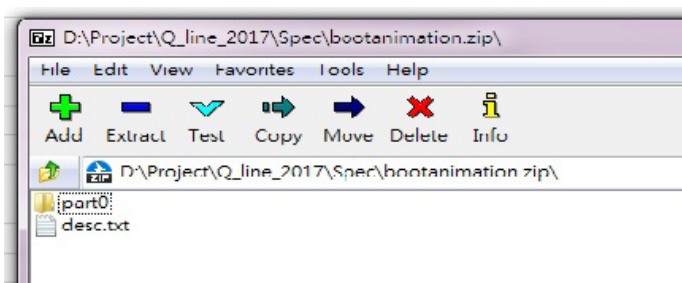 D:\Project\Q_line_2017\Spec\bootanimation.zip\
File Edit View Favorites Tools Help
Add Extract Test Copy Move Delete Info
D:\Project\Q_line_2017\Spec\bootanimation.zip\
part0
desc.txt